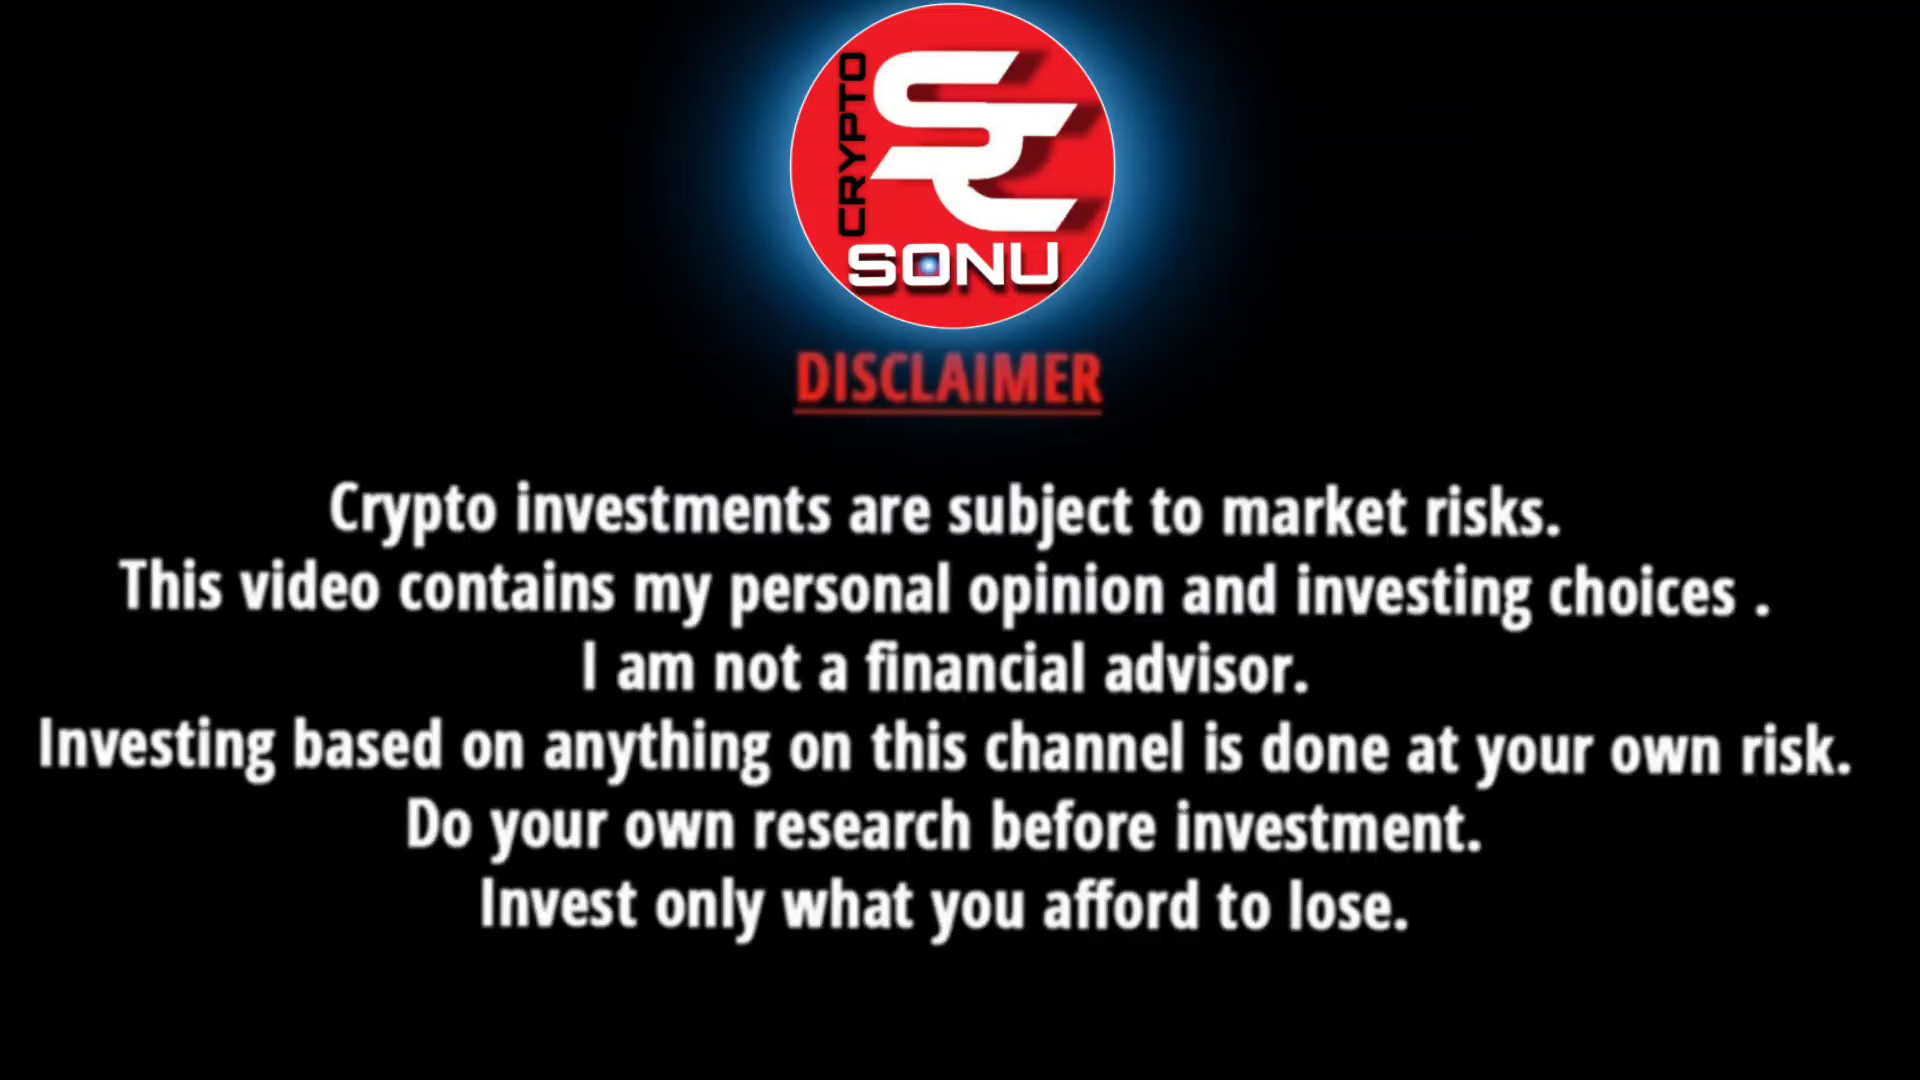 CRYPTO
SC
SONU
DISCLAIMER
Crypto investments are subject to market risks.
This video contains my personal opinion and investing choices .
I am not a financial advisor.
Investing based on anything on this channel is done at your own risk.
Do your own research before investment.
Invest only what you afford to lose.